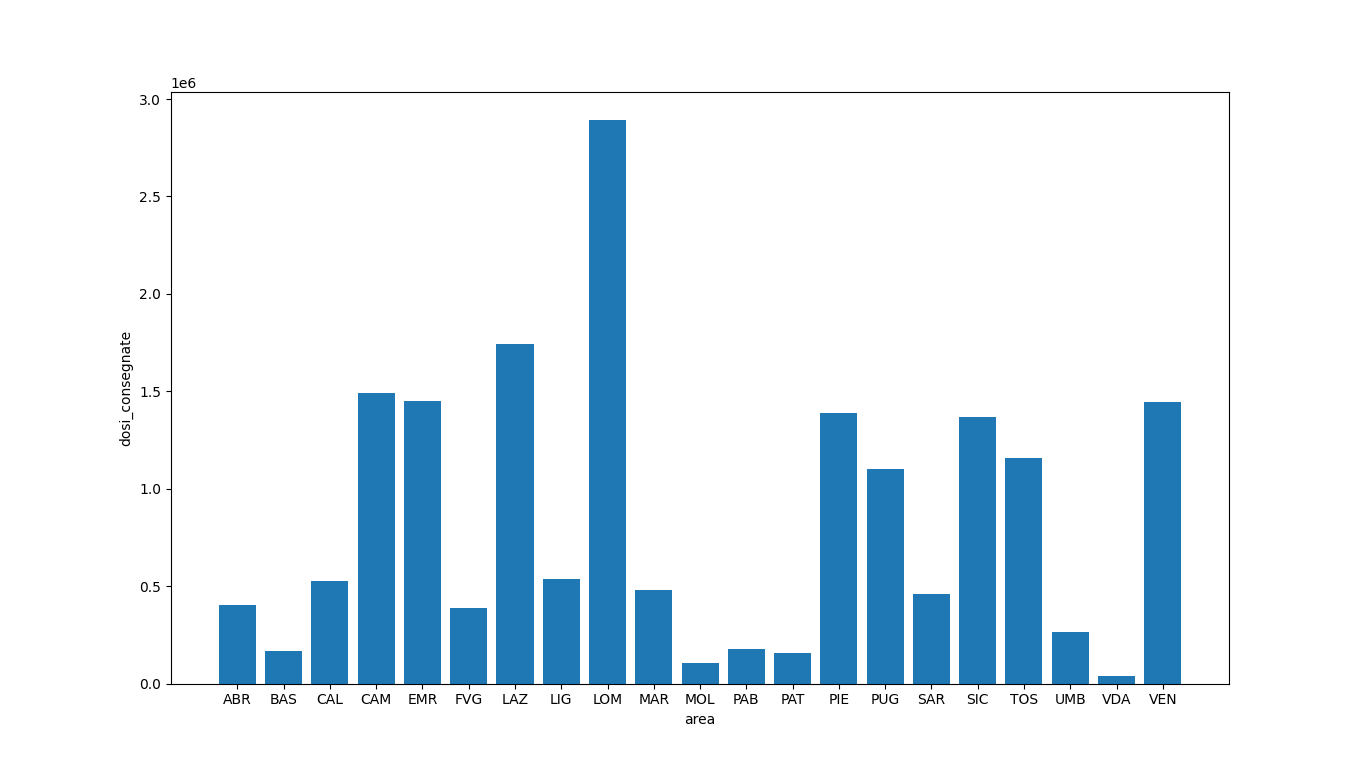 1e6
3.0
2.5
2.0
1.5
1.0
0.5
0.0
dosi_consegnate
ABR BAS CAL CAM EMR FVG LAZ LIG LOM MAR MOL PAB PAT PIE PUG SAR SIC TOS UMB VDA VEN
area